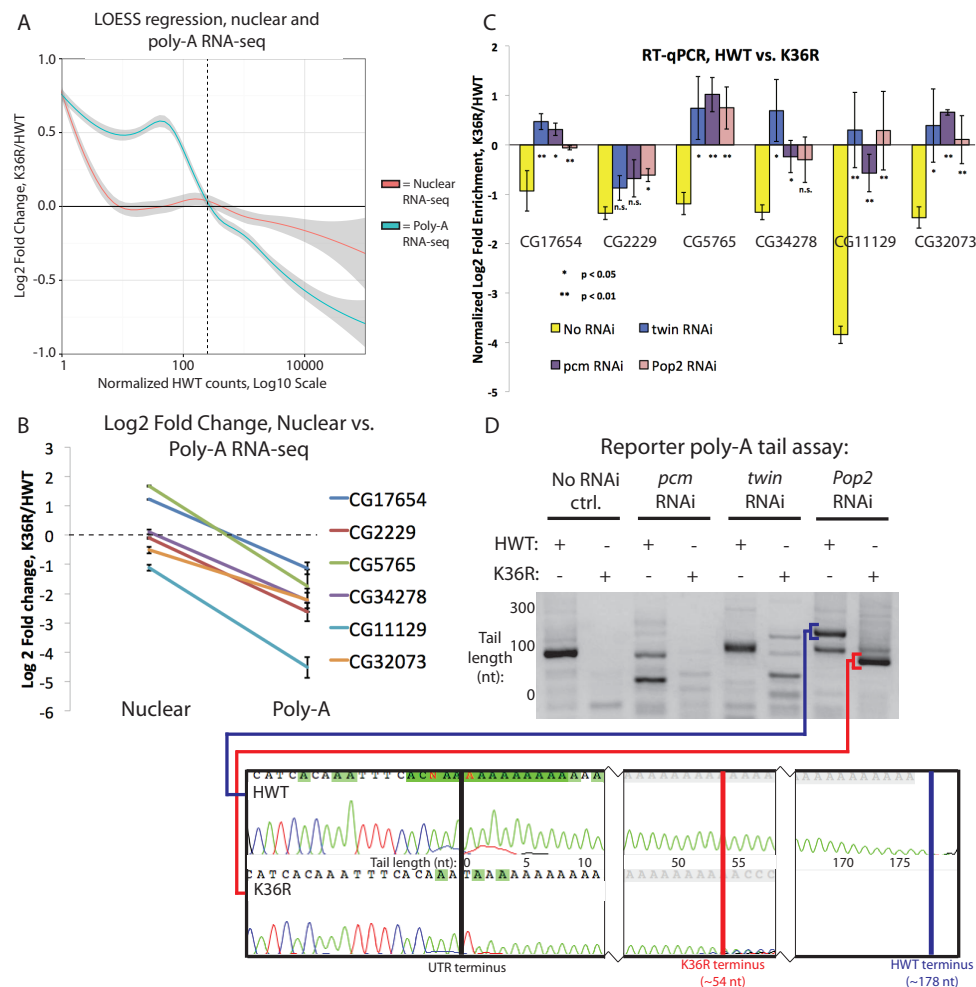 A
LOESS regression, nuclear and
poly-A RNA-seq
Log2 Fold Change, K36R/HWT
1.0
0.5
0.0
-0.5
-1.0
1
100
10000
Normalized HWT counts, Log10 Scale
= Nuclear
RNA-seq
= Poly-A
RNA-seq
C
RT-qPCR, HWT vs. K36R
Normalized Log2 Fold Enrichment, K36R/HWT
2
1
0
-1
-2
-3
-4
-5
** * **
n.s. n.s. *
* ** **
* * n.s.
** ** **
* ** *
CG17654 CG2229 CG5765 CG34278 CG11129 CG32073
* p < 0.05
** p < 0.01
No RNAi
twin RNAi
pcm RNAi
Pop2 RNAi
B
Log2 Fold Change, Nuclear vs.
Poly-A RNA-seq
Log 2 Fold change, K36R/HWT
3
2
1
0
-1
-2
-3
-4
-5
-6
Nuclear
Poly-A
CG17654
CG2229
CG5765
CG34278
CG11129
CG32073
D
Reporter poly-A tail assay:
No RNAi
ctrl.
pcm
RNAi
twin
RNAi
Pop2
RNAi
HWT: + - + - + - + -
K36R: - + - + - + - +
Tail
length
(nt):
300
100
0
CATCACAAATTTCACNAAAAAAAAAAAAAA
AAAAAAAAAAAAA
AAAAAAAAAA
HWT
Tail length (nt): 0 5 10 50 55 170 175
CATCACAAATTTCACAAATAAAAAAAAAAA
AAAAAAAAAACCC
K36R
UTR terminus
K36R terminus
(~54 nt)
HWT terminus
(~178 nt)